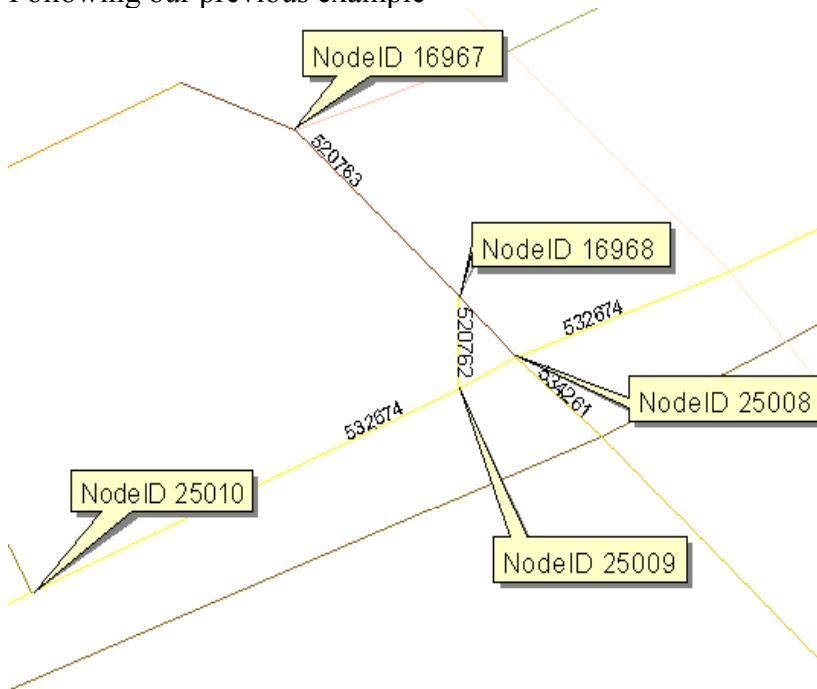 Following our previous example
NodeID 16967
520763
NodeID 16968
532674
520762
534261
NodeID 25008
532674
NodeID 25010
NodeID 25009